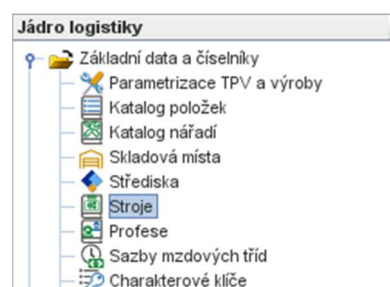 Jádro logistiky
Základní data a číselníky
Parametrizace TPV a výroby
Katalog položek
Katalog nářadí
Skladová místa
Střediska
Stroje
Profese
Sazby mzdových tříd
Charakterové klíče